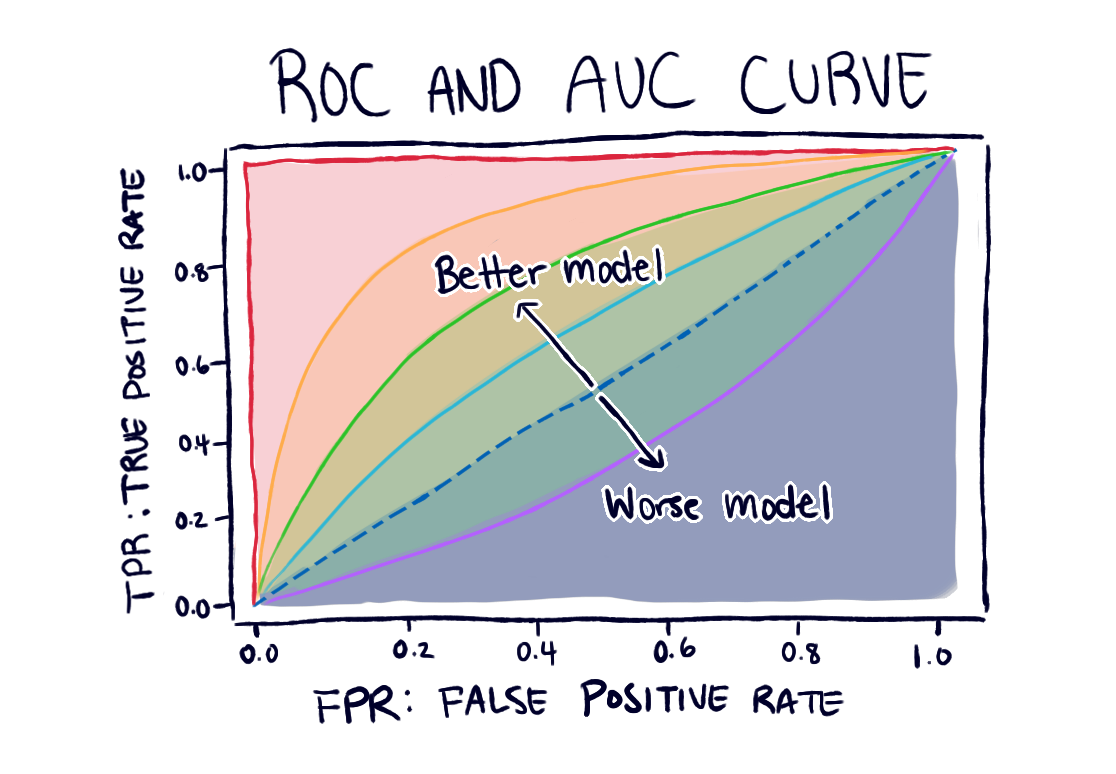 ROC AND AUC CURVE
TPR: TRUE POSITIVE RATE
1.0
0.8
0.6
0.4
0.2
0.0
Better model
Worse model
0.0 0.2 0.4 0.6 0.8 1.0
FPR: FALSE POSITIVE RATE